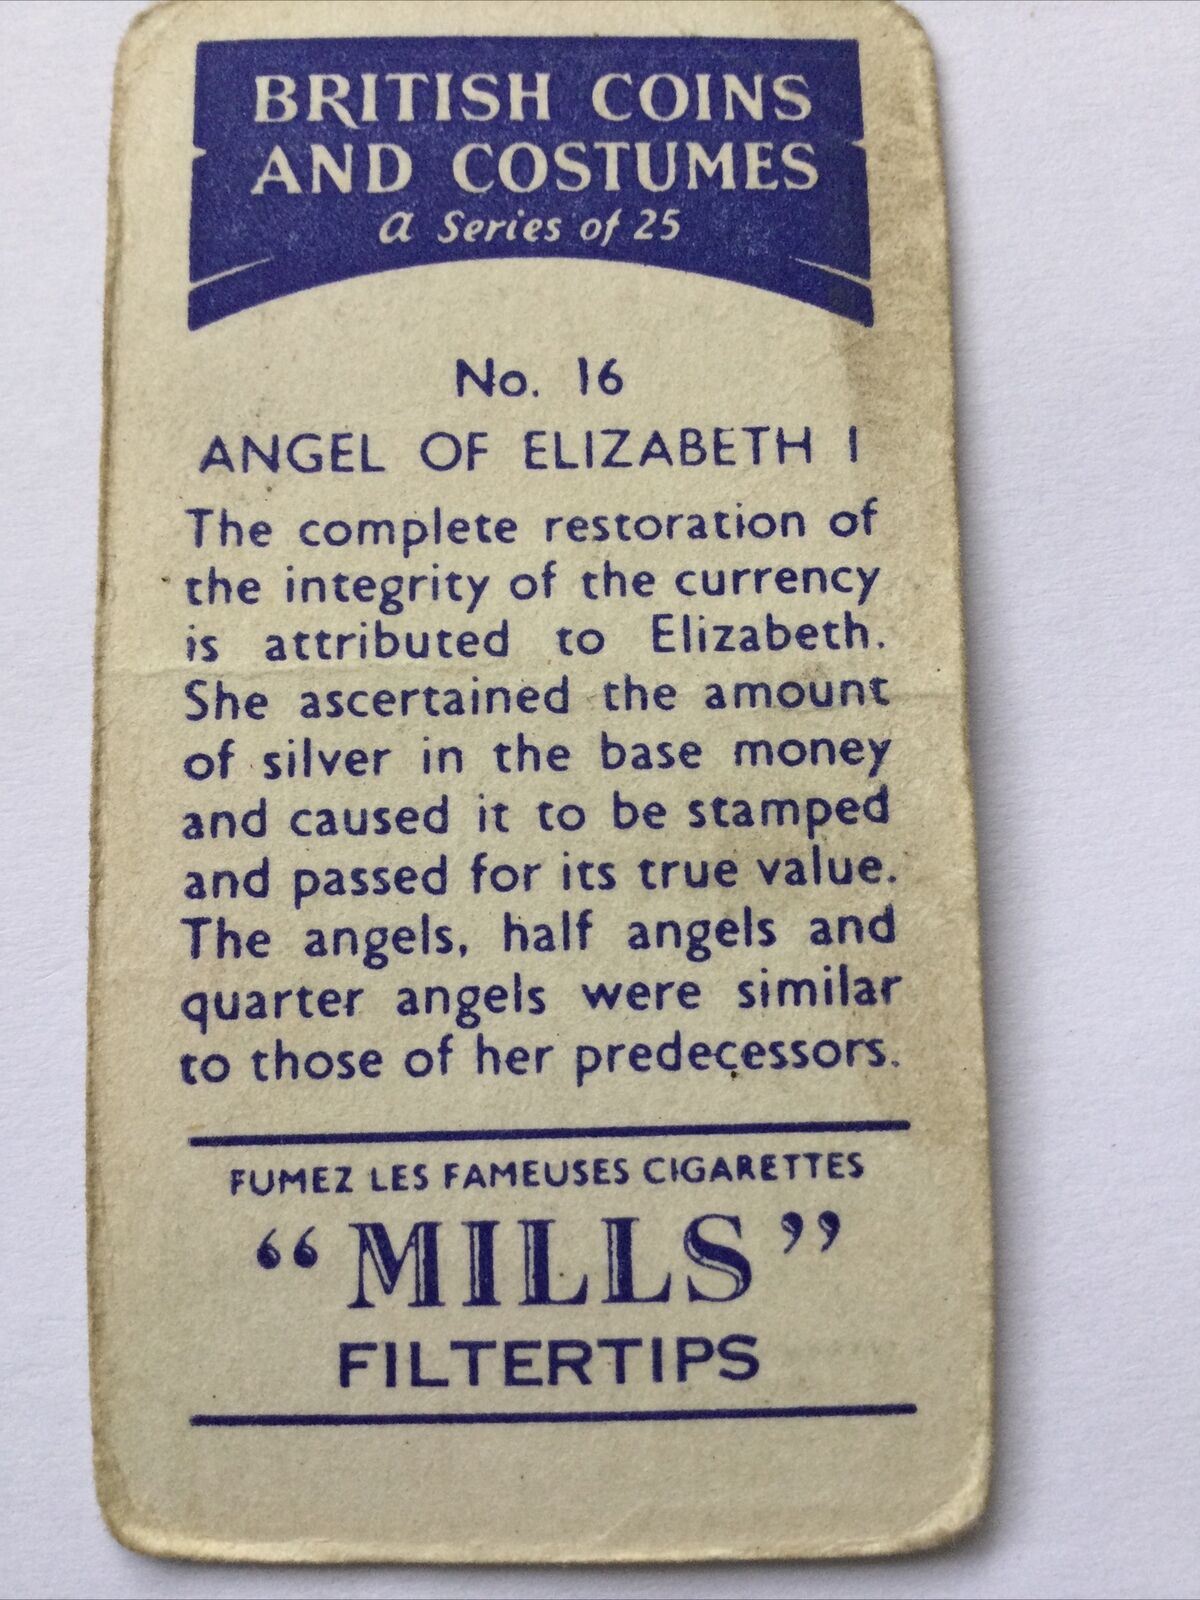 BRITISH COINS
AND COSTUMES
a Series of 25
No. 16
ANGEL OF ELIZABETH I
The complete restoration of
the integrity of the currency
is attributed to Elizabeth.
She ascertained the amount
of silver in the base money
and caused it to be stamped
and passed for its true value.
The angels, half angels and
quarter angels were similar
to those of her predecessors.
FUMEZ LES FAMEUSES CIGARETTES
“MILLS”
FILTERTIPS